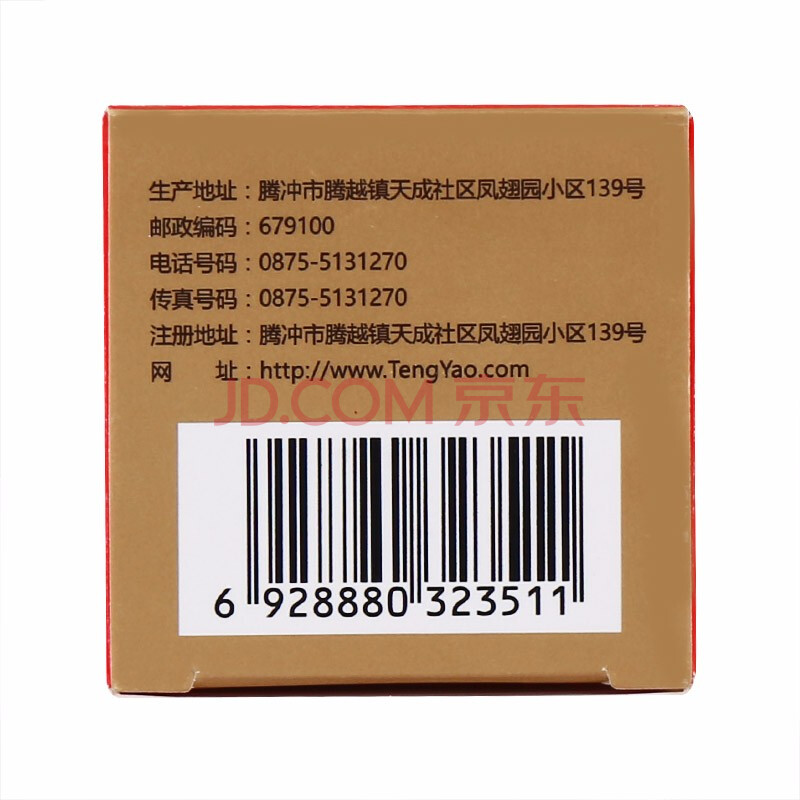 生产地址：腾冲市腾越镇天成社区凤翅园小区139号
邮政编码：679100
电话号码：0875-5131270
传真号码：0875-5131270
注册地址：腾冲市腾越镇天成社区凤翅园小区139号
网　　址：http://www.TengYao.com
JD.COM 京东
6 928880 323511